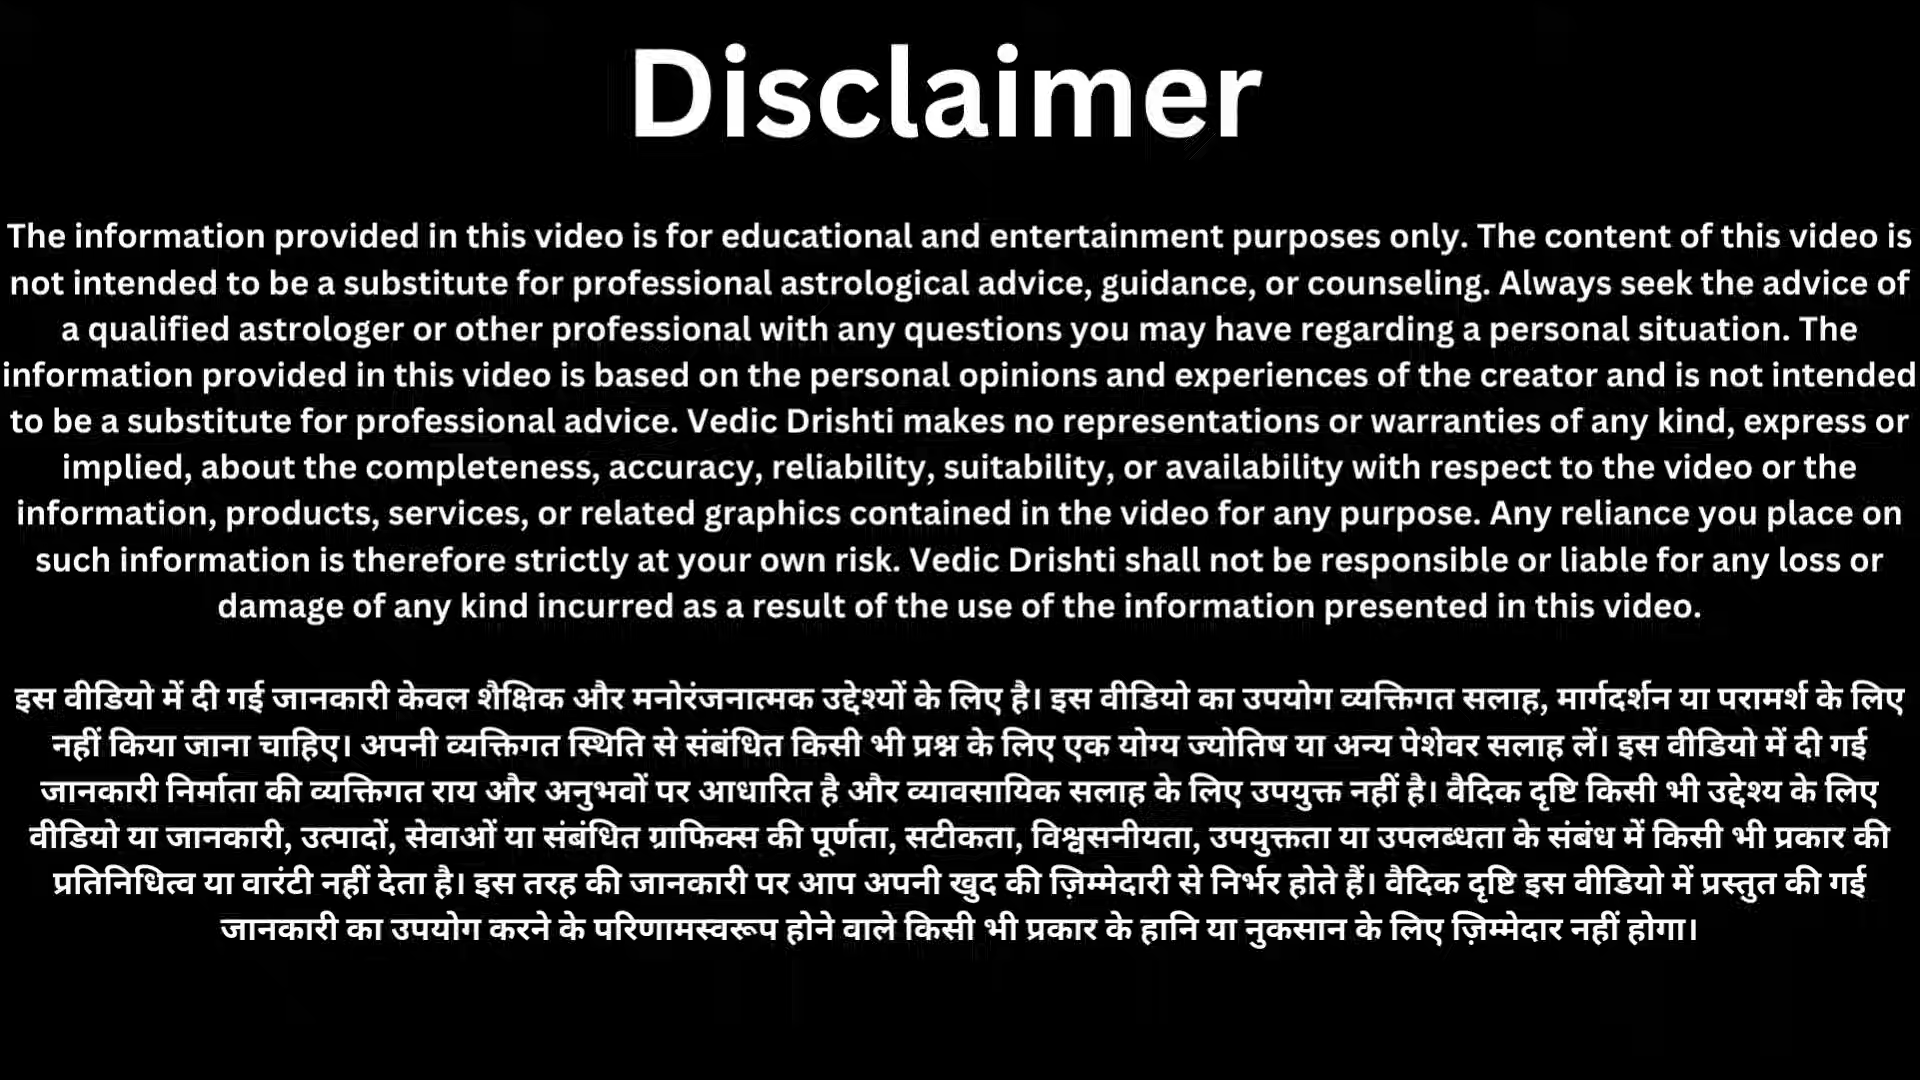 Disclaimer
The information provided in this video is for educational and entertainment purposes only. The content of this video is
not intended to be a substitute for professional astrological advice, guidance, or counseling. Always seek the advice of
a qualified astrologer or other professional with any questions you may have regarding a personal situation. The
information provided in this video is based on the personal opinions and experiences of the creator and is not intended
to be a substitute for professional advice. Vedic Drishti makes no representations or warranties of any kind, express or
implied, about the completeness, accuracy, reliability, suitability, or availability with respect to the video or the
information, products, services, or related graphics contained in the video for any purpose. Any reliance you place on
such information is therefore strictly at your own risk. Vedic Drishti shall not be responsible or liable for any loss or
damage of any kind incurred as a result of the use of the information presented in this video.
इस वीडियो में दी गई जानकारी केवल शैक्षिक और मनोरंजनात्मक उद्देश्यों के लिए है। इस वीडियो का उपयोग व्यक्तिगत सलाह, मार्गदर्शन या परामर्श के लिए
नहीं किया जाना चाहिए। अपनी व्यक्तिगत स्थिति से संबंधित किसी भी प्रश्न के लिए एक योग्य ज्योतिष या अन्य पेशेवर सलाह लें। इस वीडियो में दी गई
जानकारी निर्माता की व्यक्तिगत राय और अनुभवों पर आधारित है और व्यावसायिक सलाह के लिए उपयुक्त नहीं है। वैदिक दृष्टि किसी भी उद्देश्य के लिए
वीडियो या जानकारी, उत्पादों, सेवाओं या संबंधित ग्राफिक्स की पूर्णता, सटीकता, विश्वसनीयता, उपयुक्तता या उपलब्धता के संबंध में किसी भी प्रकार की
प्रतिनिधित्व या वारंटी नहीं देता है। इस तरह की जानकारी पर आप अपनी खुद की ज़िम्मेदारी से निर्भर होते हैं। वैदिक दृष्टि इस वीडियो में प्रस्तुत की गई
जानकारी का उपयोग करने के परिणामस्वरूप होने वाले किसी भी प्रकार के हानि या नुकसान के लिए ज़िम्मेदार नहीं होगा।